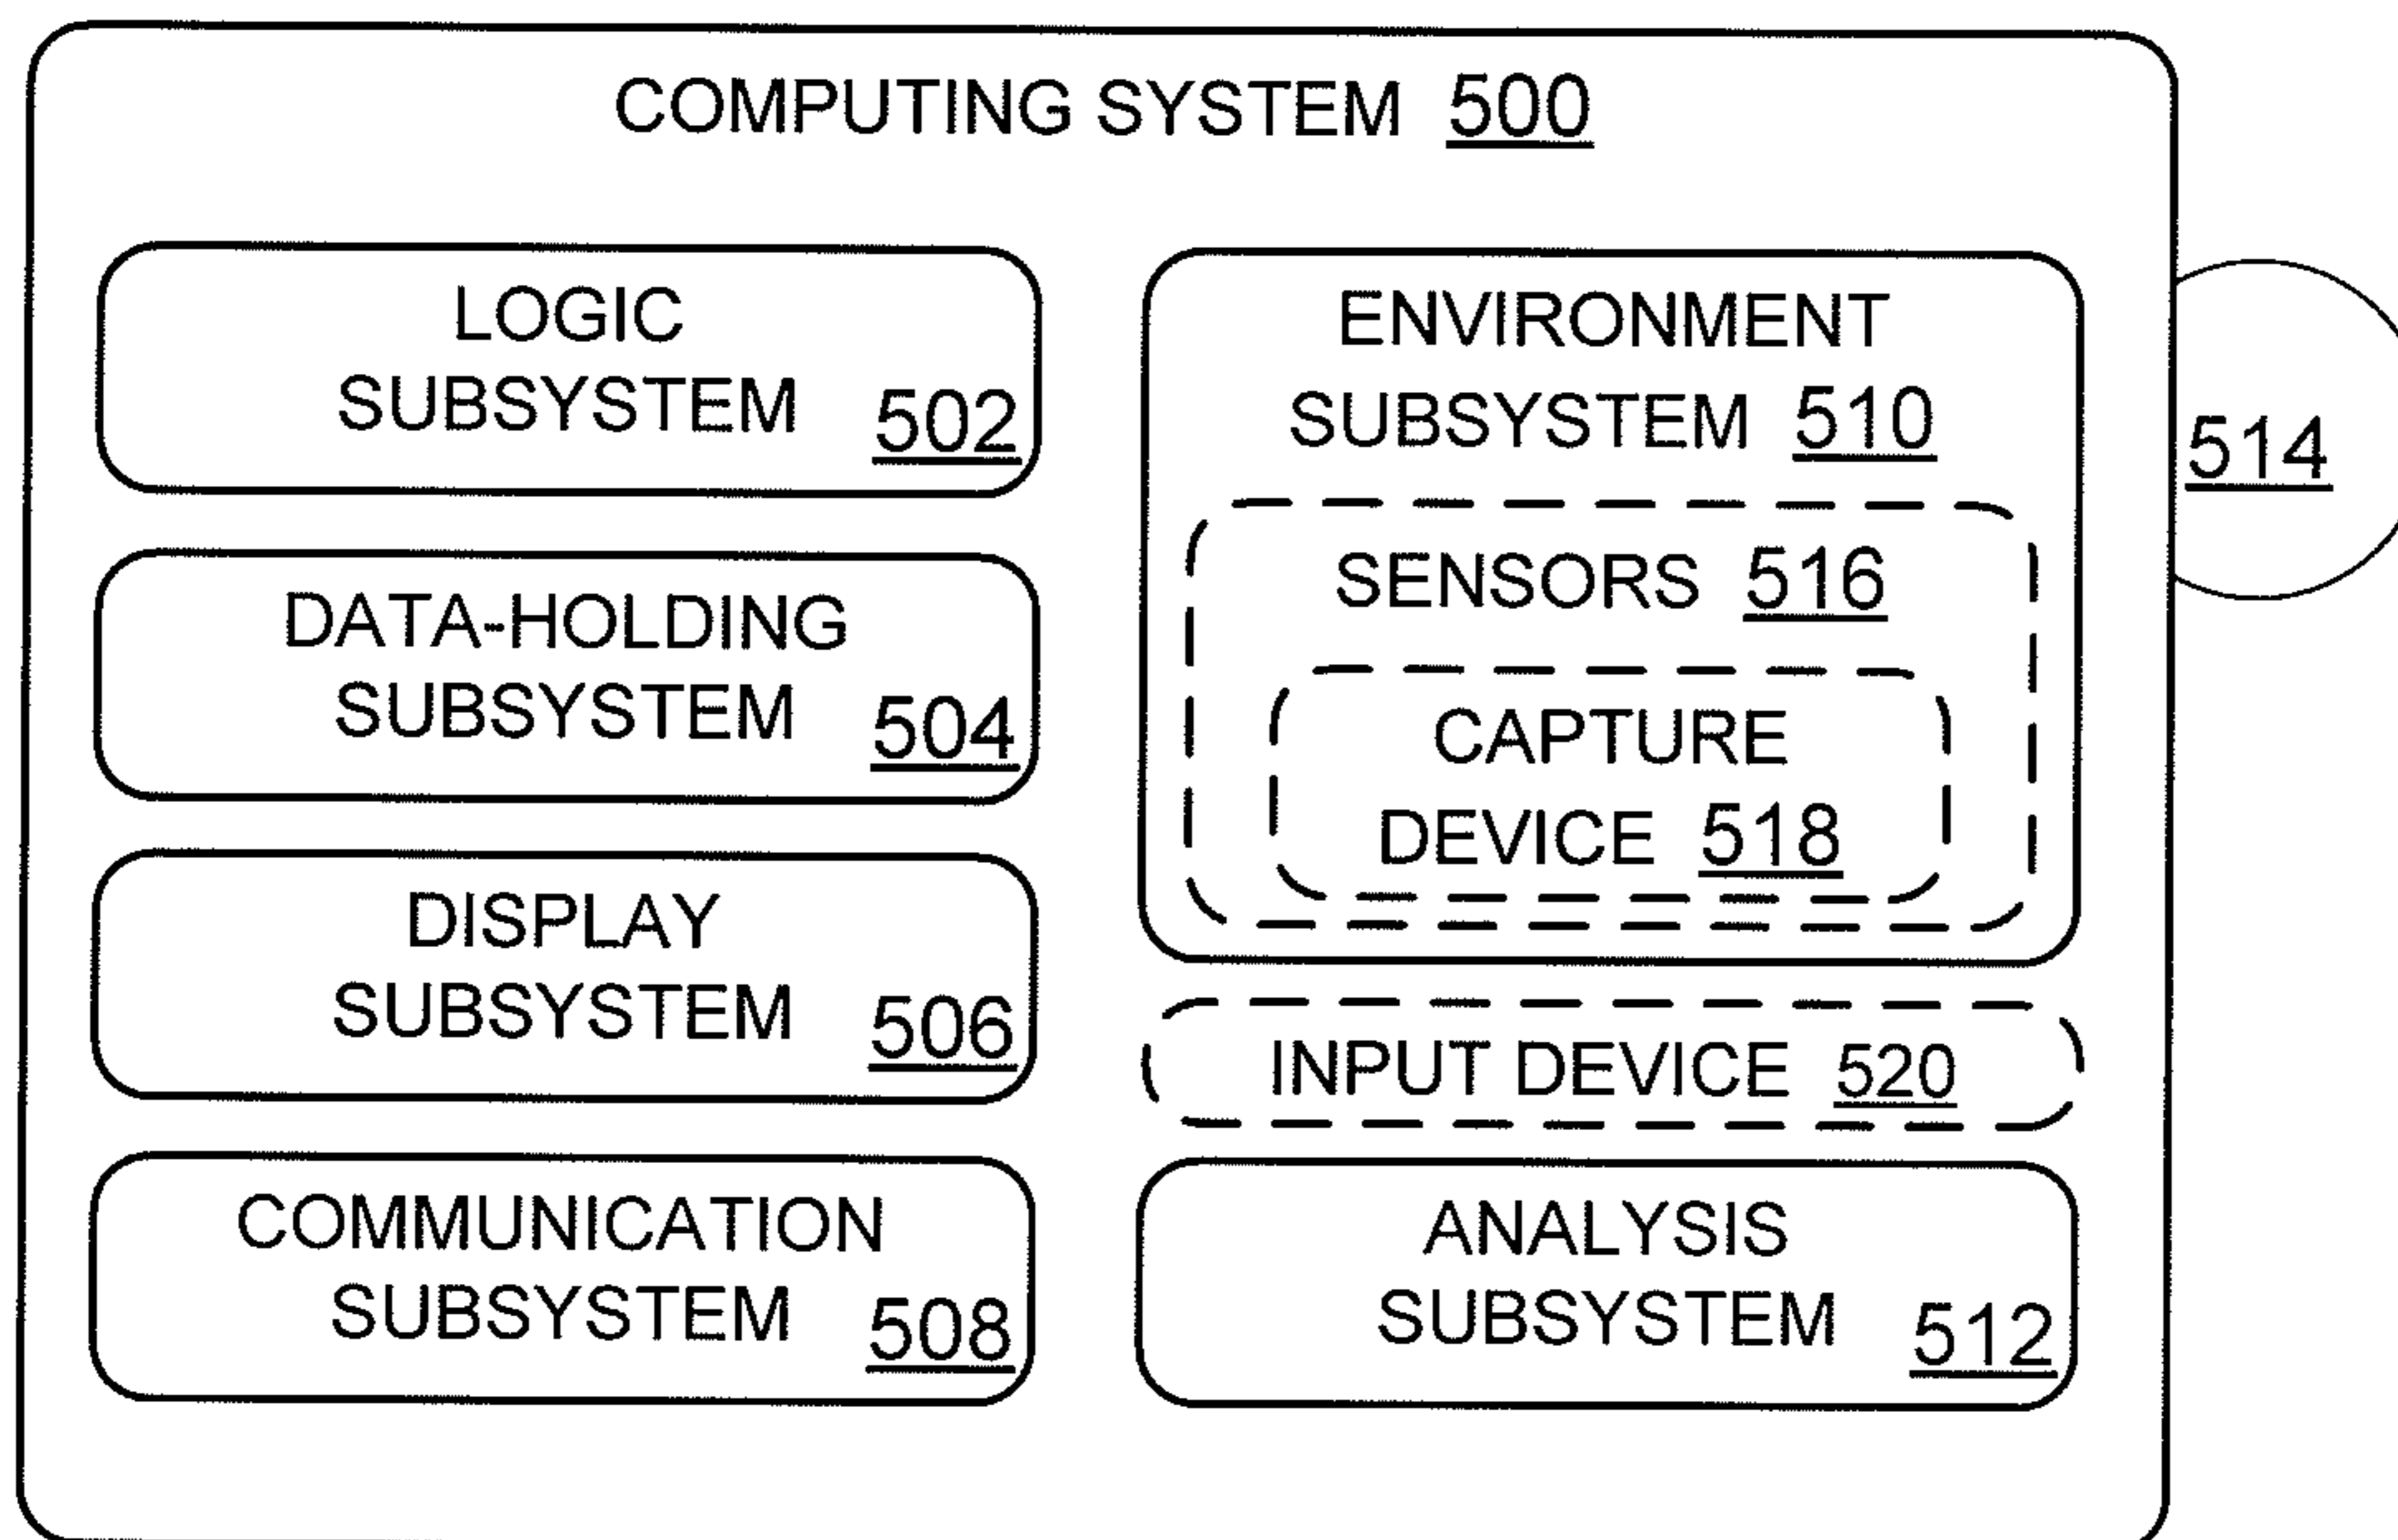 COMPUTING SYSTEM 500
LOGIC
SUBSYSTEM 502
DATA-HOLDING
SUBSYSTEM 504
DISPLAY
SUBSYSTEM 506
COMMUNICATION
SUBSYSTEM 508
ENVIRONMENT
SUBSYSTEM 510
SENSORS 516
CAPTURE
DEVICE 518
INPUT DEVICE 520
ANALYSIS
SUBSYSTEM 512
514